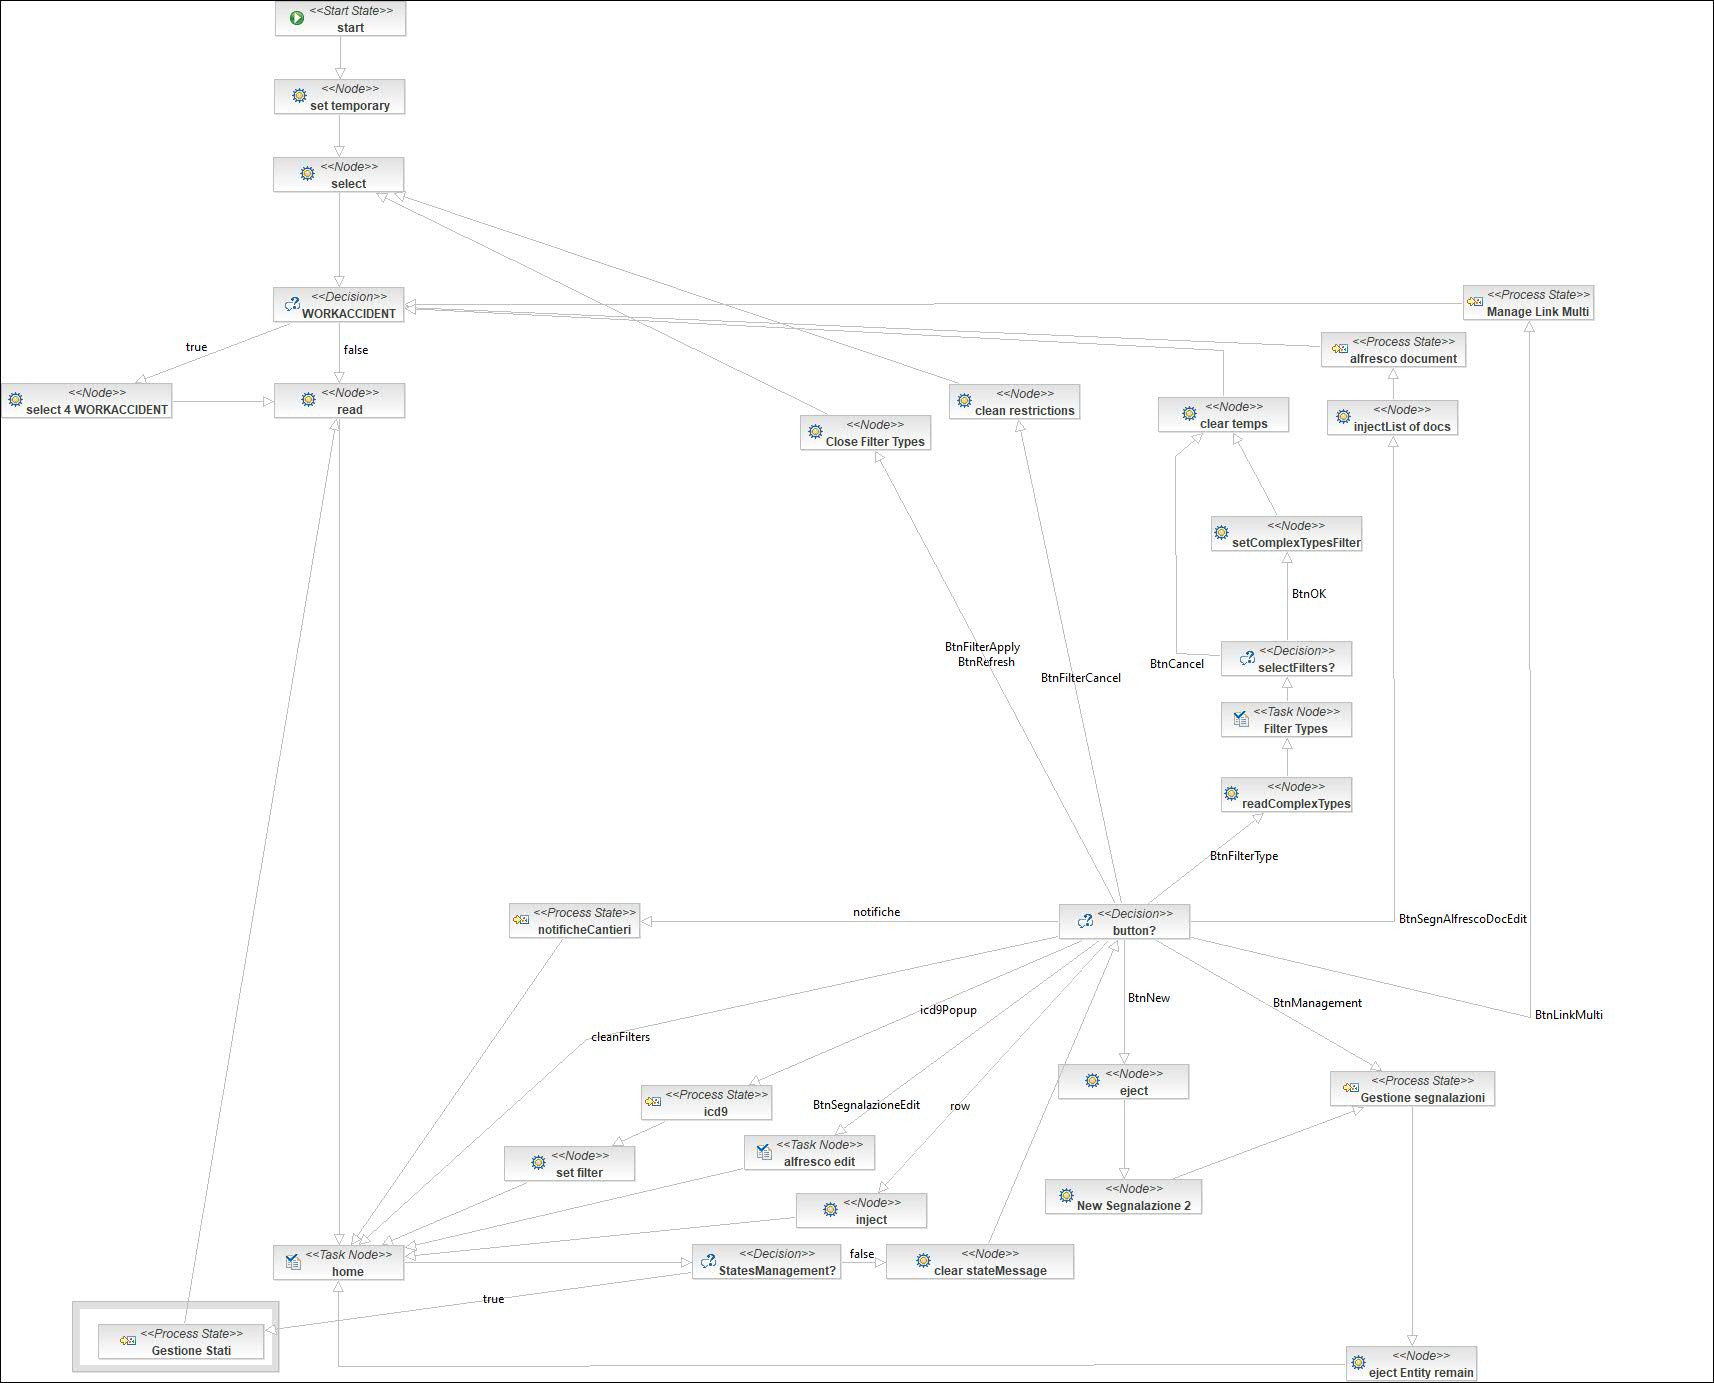 <<Start State>>
start
<<Node>>
set temporary
<<Node>>
select
<<Decision>>
WORKACCIDENT
<<Process State>>
Manage Link Multi
true
false
<<Process State>>
alfresco document
<<Node>>
select 4 WORKACCIDENT
<<Node>>
read
<<Node>>
clean restrictions
<<Node>>
clear temps
<<Node>>
injectList of docs
<<Node>>
Close Filter Types
<<Node>>
setComplexTypesFilter
BtnOK
BtnFilterApply
BtnRefresh
BtnFilterCancel
BtnCancel
<<Decision>>
selectFilters?
<<Task Node>>
Filter Types
<<Node>>
readComplexTypes
BtnFilterType
<<Process State>>
notificheCantieri
notifiche
<<Decision>>
button?
BtnSegnAlfrescoDocEdit
BtnNew
BtnManagement
icd9Popup
BtnLinkMulti
cleanFilters
<<Node>>
eject
<<Process State>>
Gestione segnalazioni
<<Process State>>
icd9
BtnSegnalazioneEdit
row
<<Node>>
set filter
<<Task Node>>
alfresco edit
<<Node>>
New Segnalazione 2
<<Node>>
inject
<<Task Node>>
home
<<Decision>>
StatesManagement?
false
<<Node>>
clear stateMessage
true
<<Process State>>
Gestione Stati
<<Node>>
eject Entity remain